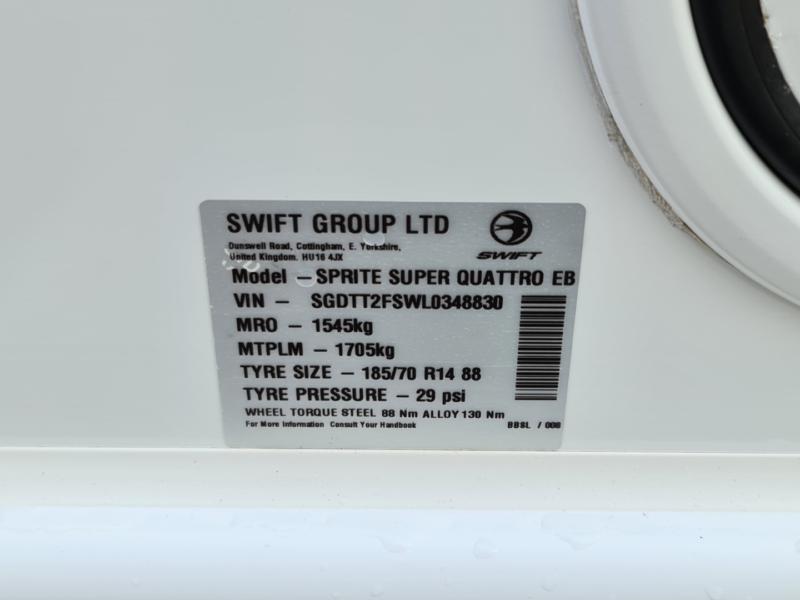 SWIFT GROUP LTD
Dunswell Road, Cottingham, E. Yorkshire,
United Kingdom. HU16 4JX
SWIFT
Model – SPRITE SUPER QUATTRO EB
VIN – SGDTT2FSWL0348830
MRO – 1545kg
MTPLM – 1705kg
TYRE SIZE – 185/70 R14 88
TYRE PRESSURE – 29 psi
WHEEL TORQUE STEEL 88 Nm ALLOY 130 Nm
For More Information Consult Your Handbook
BBSL / 008